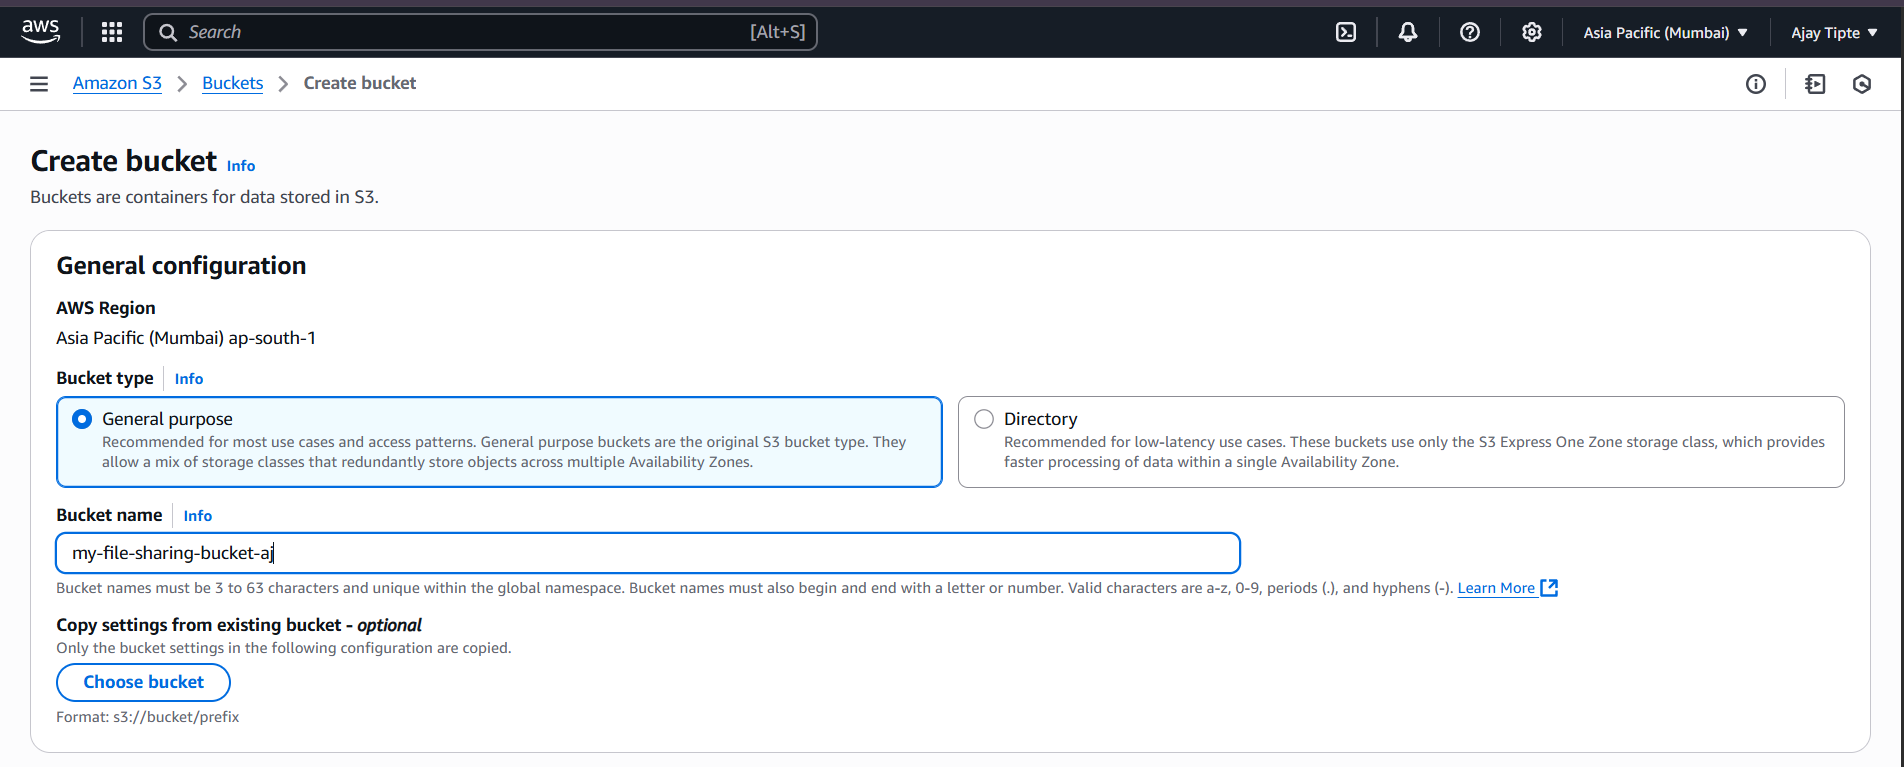 aws
Search
[Alt+S]
Asia Pacific (Mumbai)
Ajay Tipte
Amazon S3
Buckets
Create bucket
Create bucket Info
Buckets are containers for data stored in S3.
General configuration
AWS Region
Asia Pacific (Mumbai) ap-south-1
Bucket type Info
General purpose
Recommended for most use cases and access patterns. General purpose buckets are the original S3 bucket type. They
allow a mix of storage classes that redundantly store objects across multiple Availability Zones.
Directory
Recommended for low-latency use cases. These buckets use only the S3 Express One Zone storage class, which provides
faster processing of data within a single Availability Zone.
Bucket name Info
my-file-sharing-bucket-aj
Bucket names must be 3 to 63 characters and unique within the global namespace. Bucket names must also begin and end with a letter or number. Valid characters are a-z, 0-9, periods (.), and hyphens (-). Learn More
Copy settings from existing bucket - optional
Only the bucket settings in the following configuration are copied.
Choose bucket
Format: s3://bucket/prefix